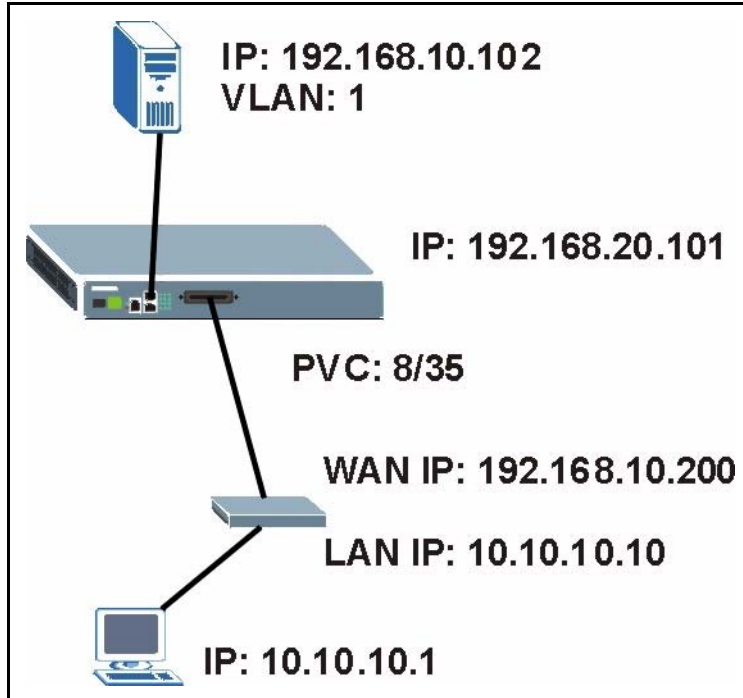 IP: 192.168.10.102
VLAN: 1
IP: 192.168.20.101
PVC: 8/35
WAN IP: 192.168.10.200
LAN IP: 10.10.10.10
IP: 10.10.10.1